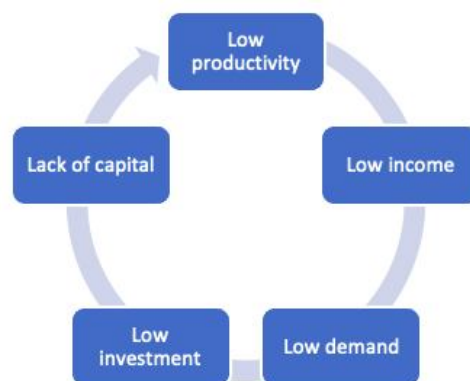 Low
productivity
Low income
Low demand
Low
investment
Lack of capital